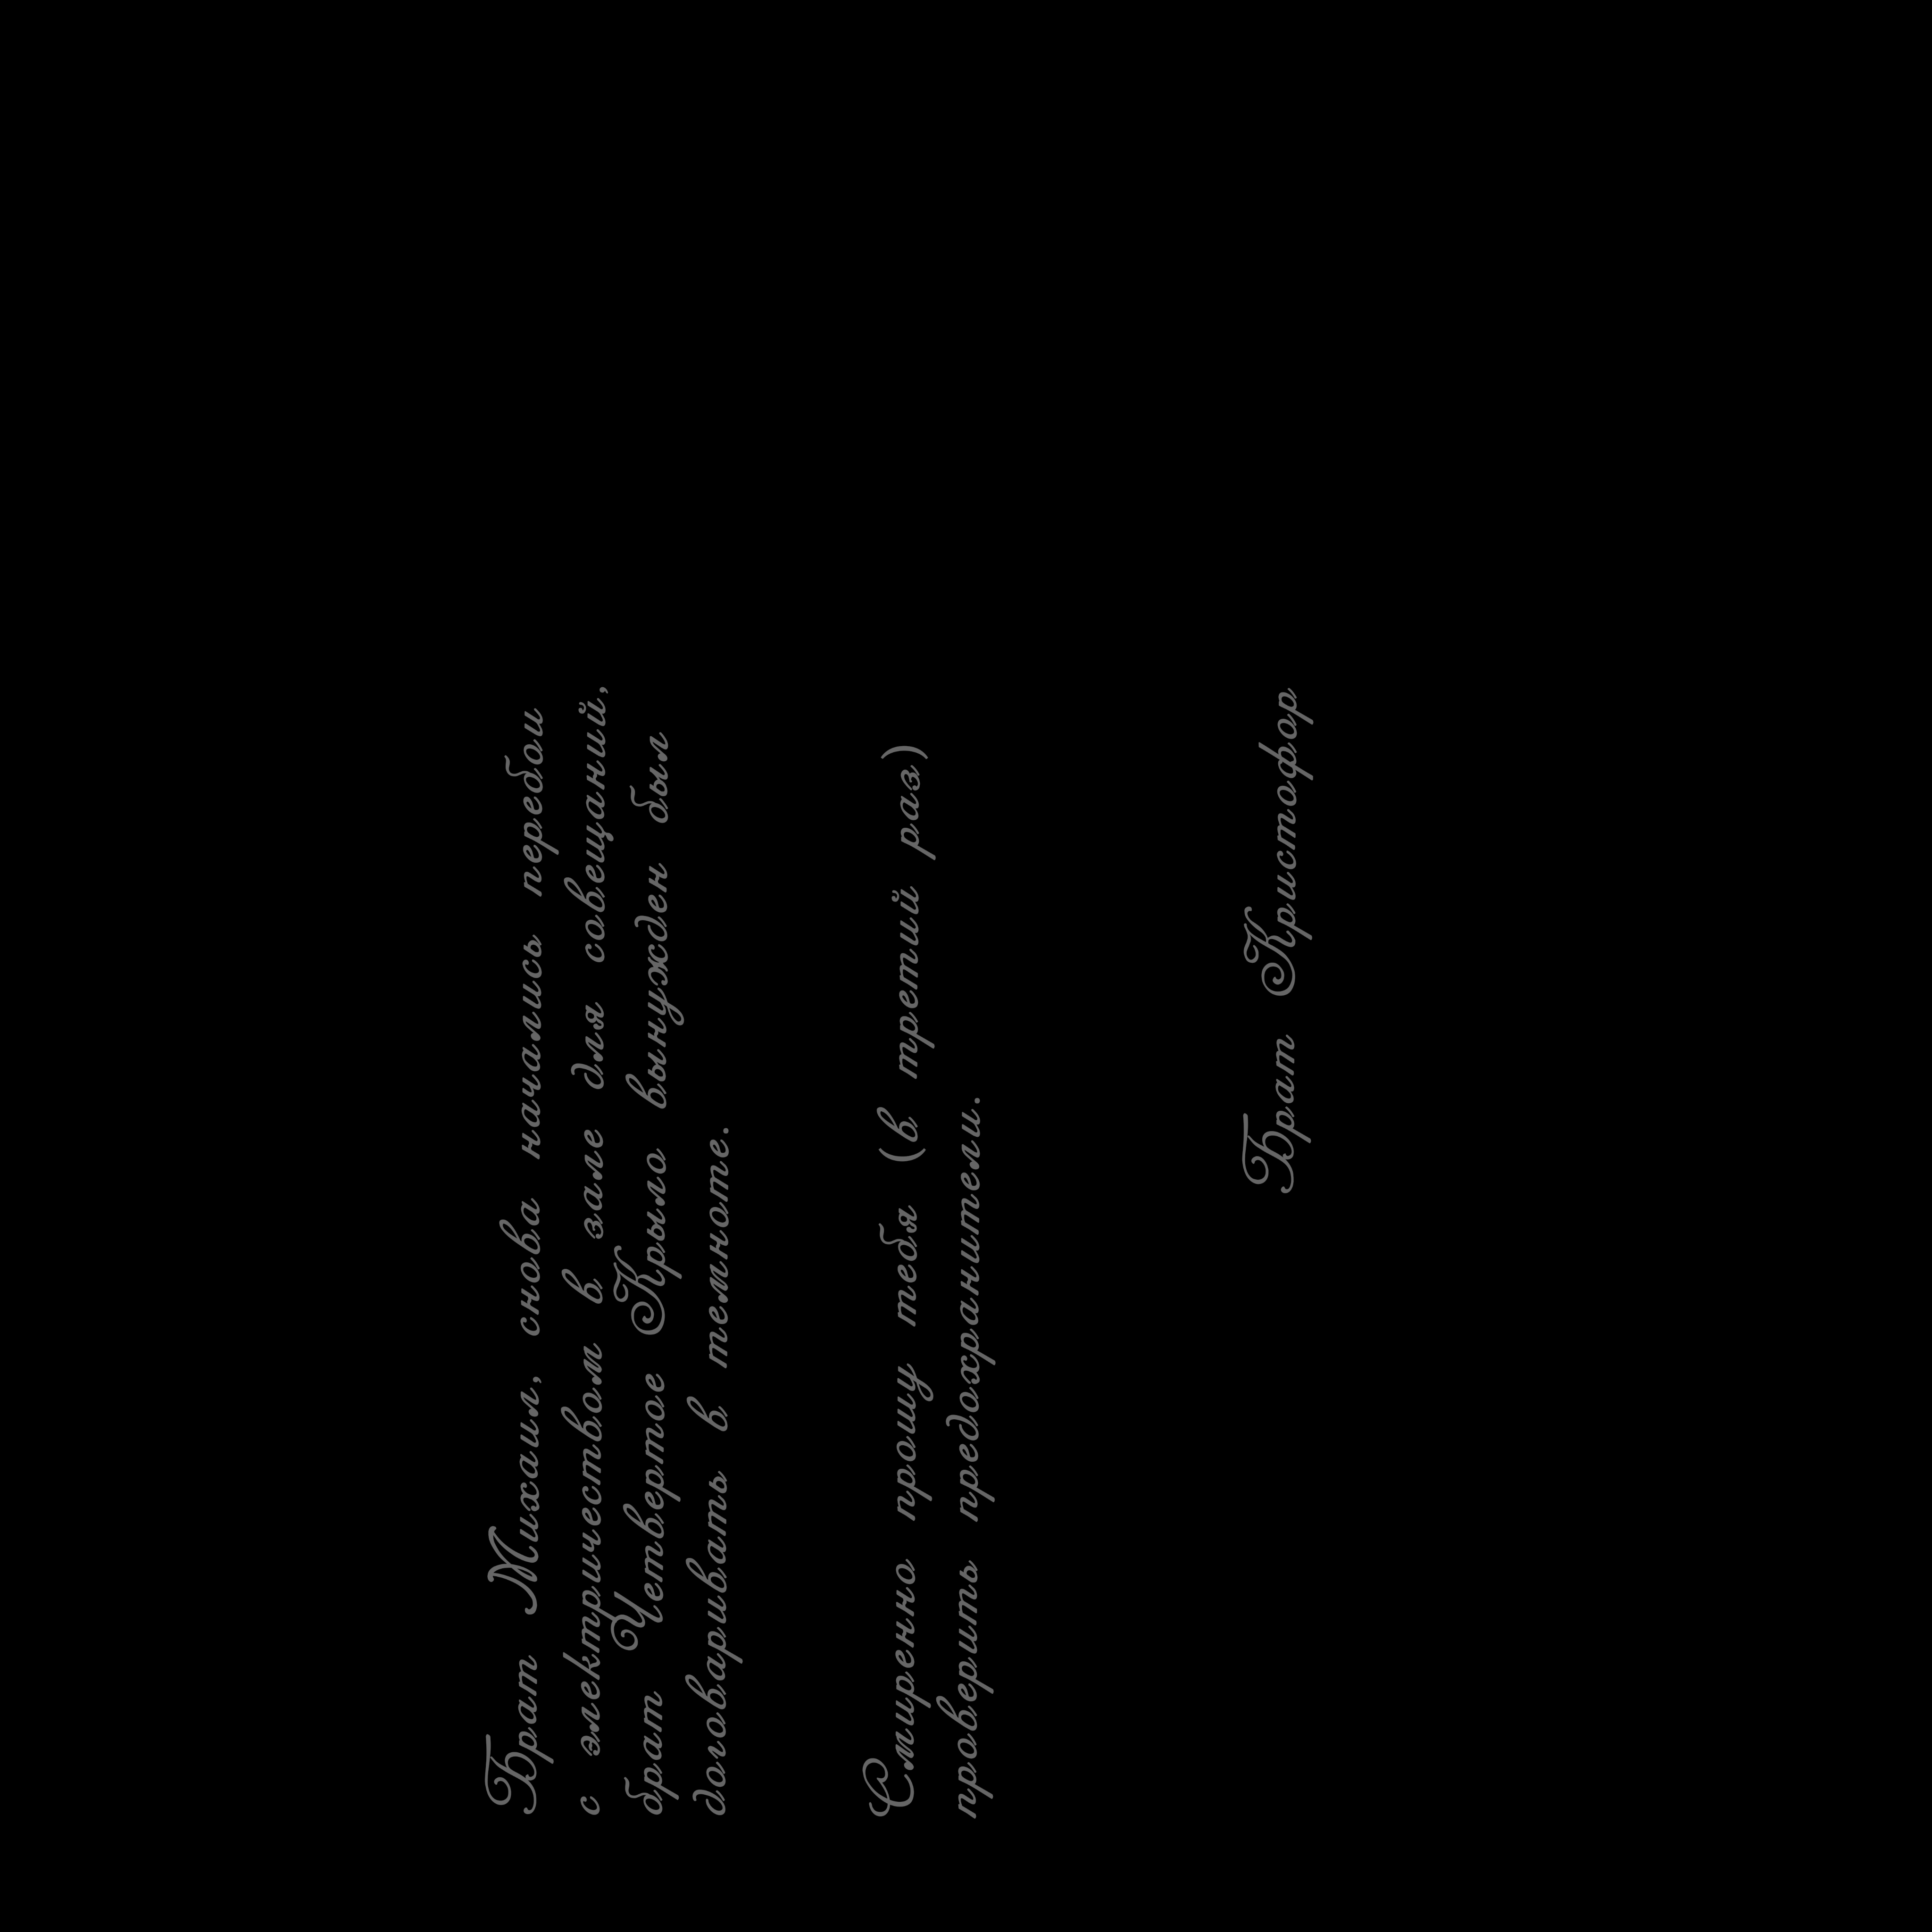 Брат Михаил, снова начались перебои
с электричеством в зале для совещаний,
брат Четвертое Крыло вынужден был
договаривать в темноте.
Смиренно прошу тебя (в третий раз)
проверить предохранители.
Брат Кристофор